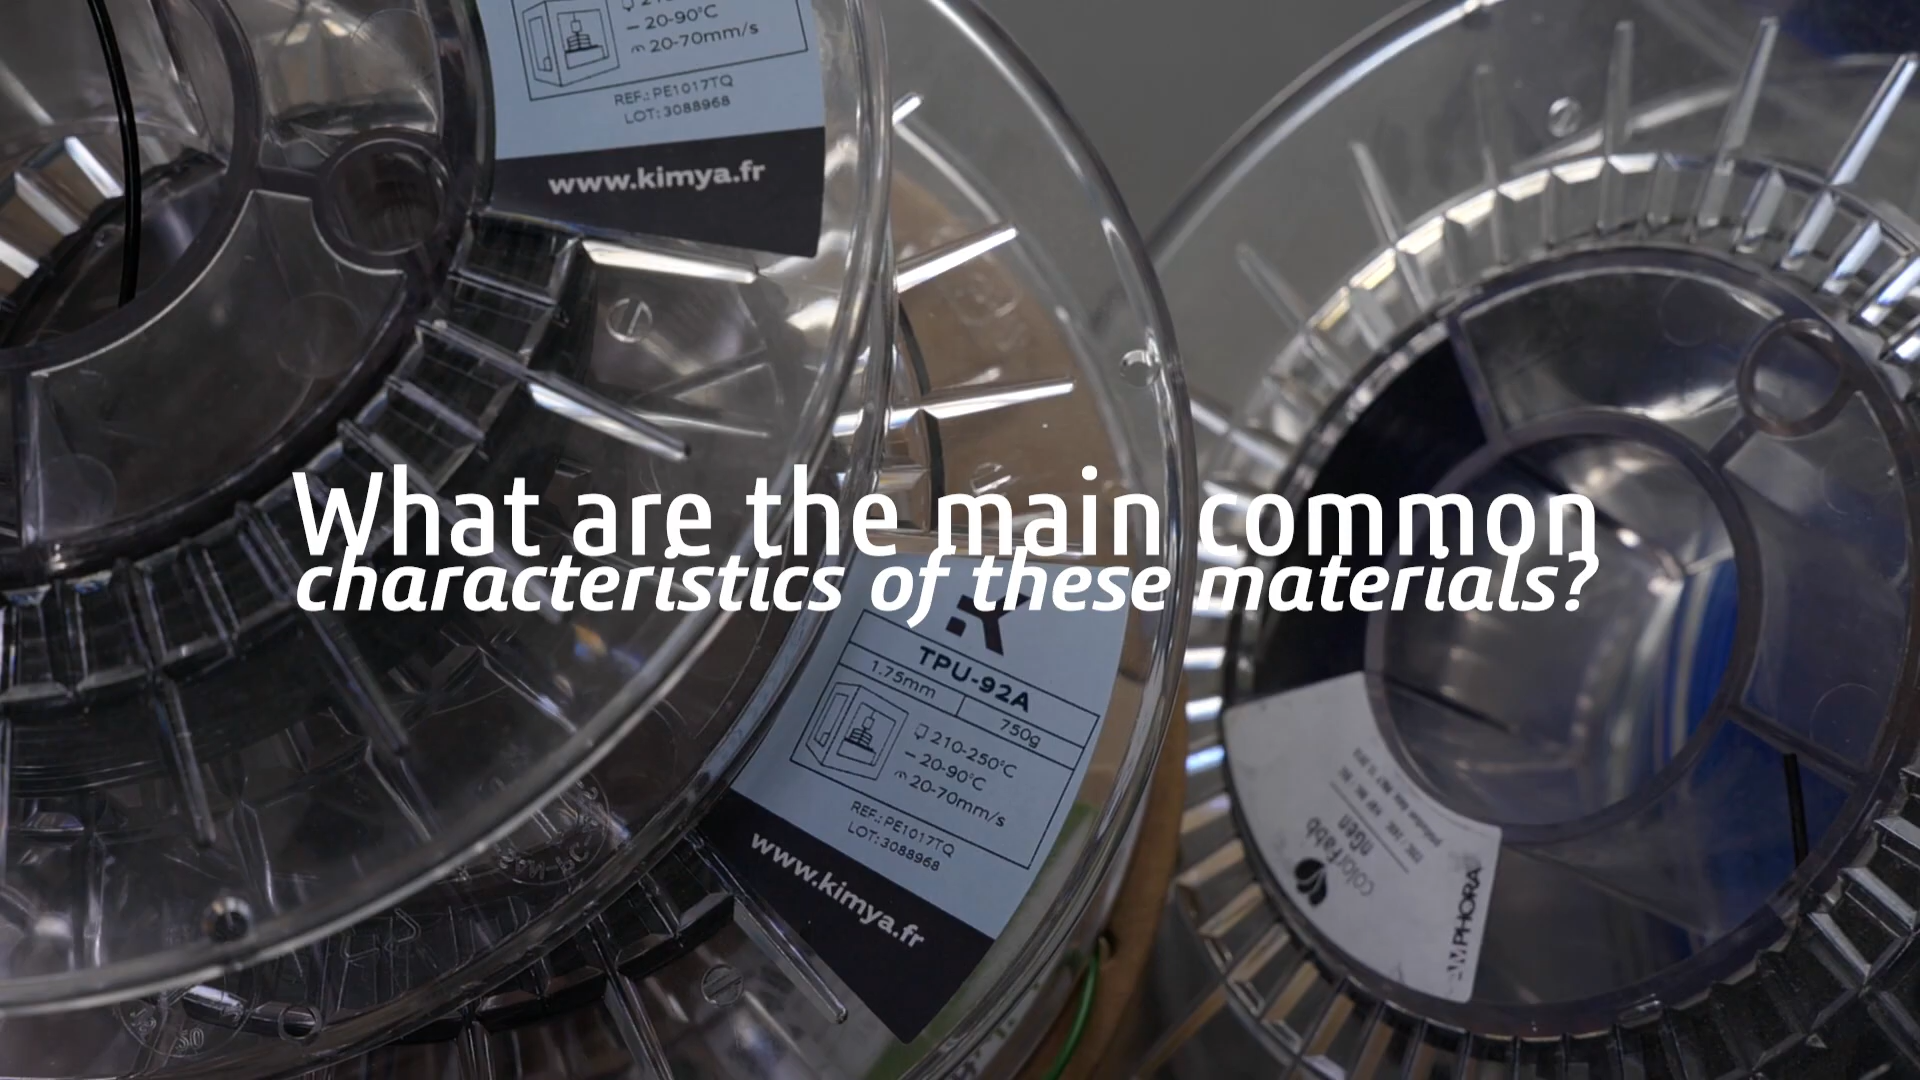 20-90°C
20-70mm/s
REF.: PE1017TQ
LOT: 3088968
www.kimya.fr
What are the main common
characteristics of these materials?
TPU-92A
1.75mm
750g
210-250°C
20-90°C
20-70mm/s
REF.: PE1017TQ
LOT: 3088968
www.kimya.fr
colorFabb
nGen
AMPHORA